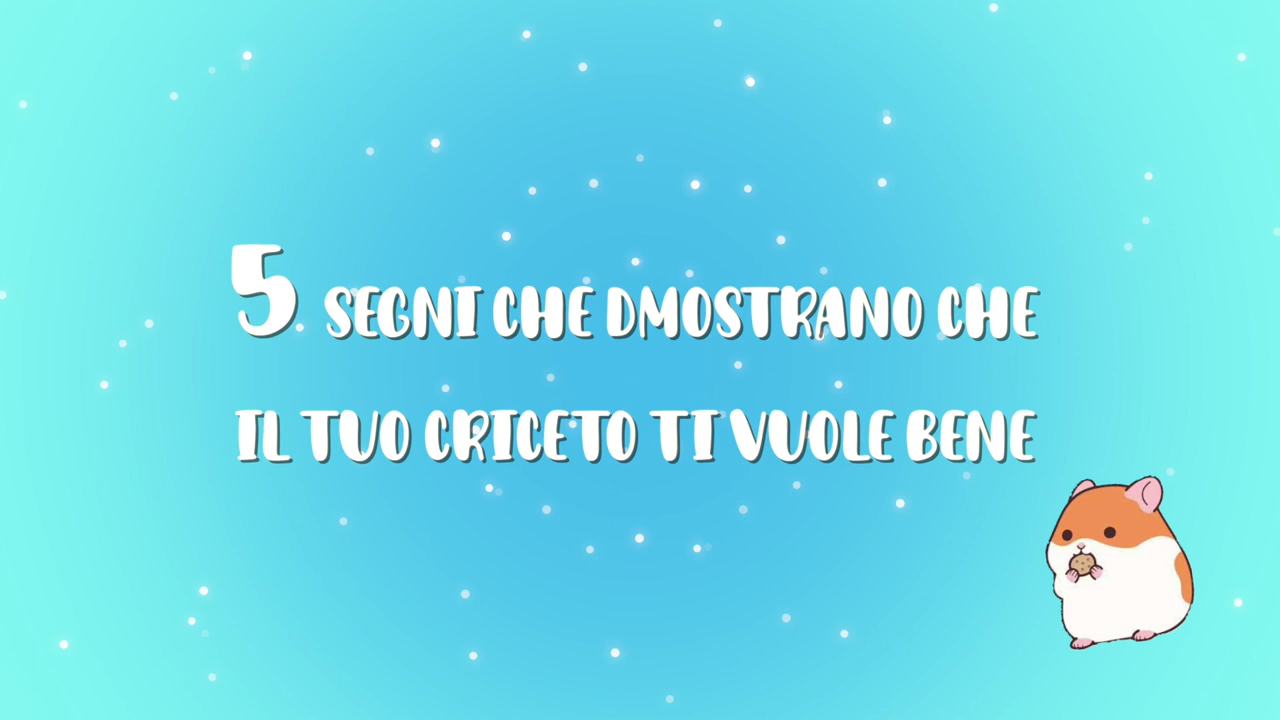 5 SEGNI CHE DMOSTRANO CHE
IL TUO CRICETO TI VUOLE BENE